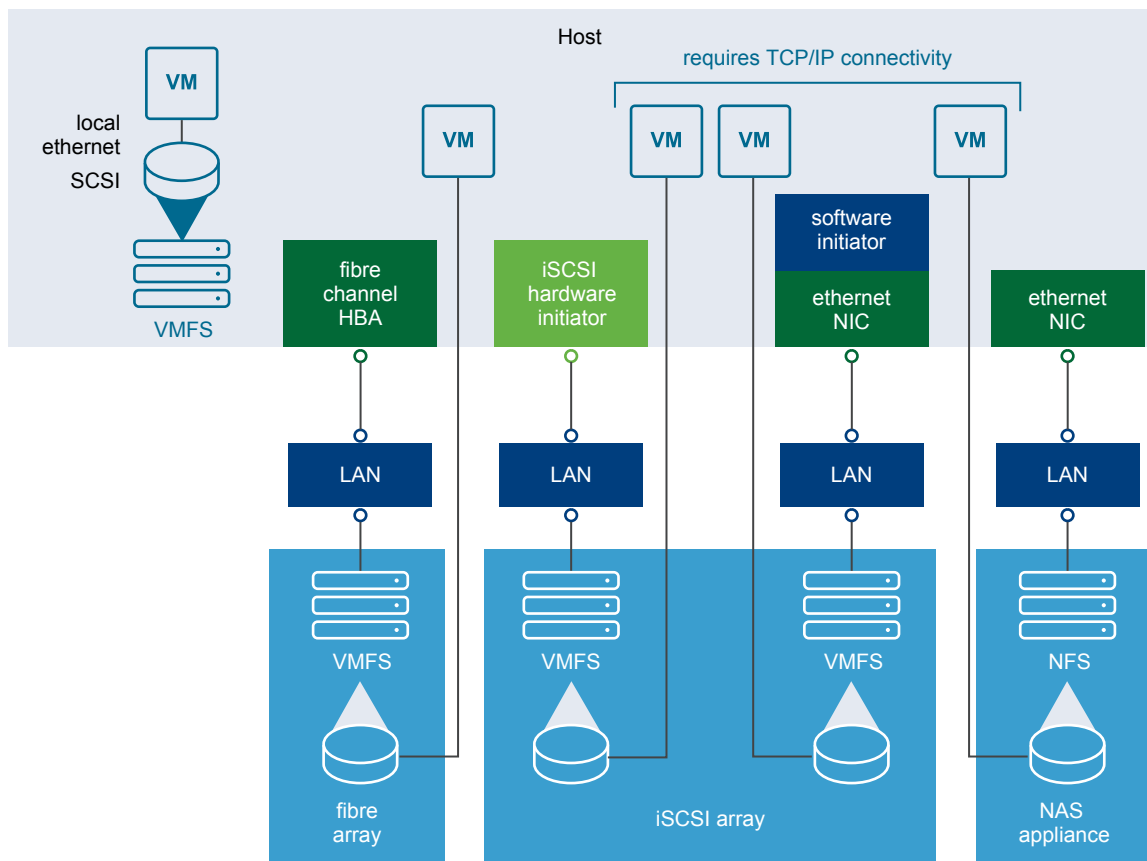 Host
requires TCP/IP connectivity
VM
local
ethernet
SCSI
VMFS
VM
VM
VM
VM
fibre
channel
HBA
iSCSI
hardware
initiator
software
initiator
ethernet
NIC
ethernet
NIC
LAN
LAN
LAN
LAN
VMFS
VMFS
VMFS
NFS
fibre
array
iSCSI array
NAS
appliance